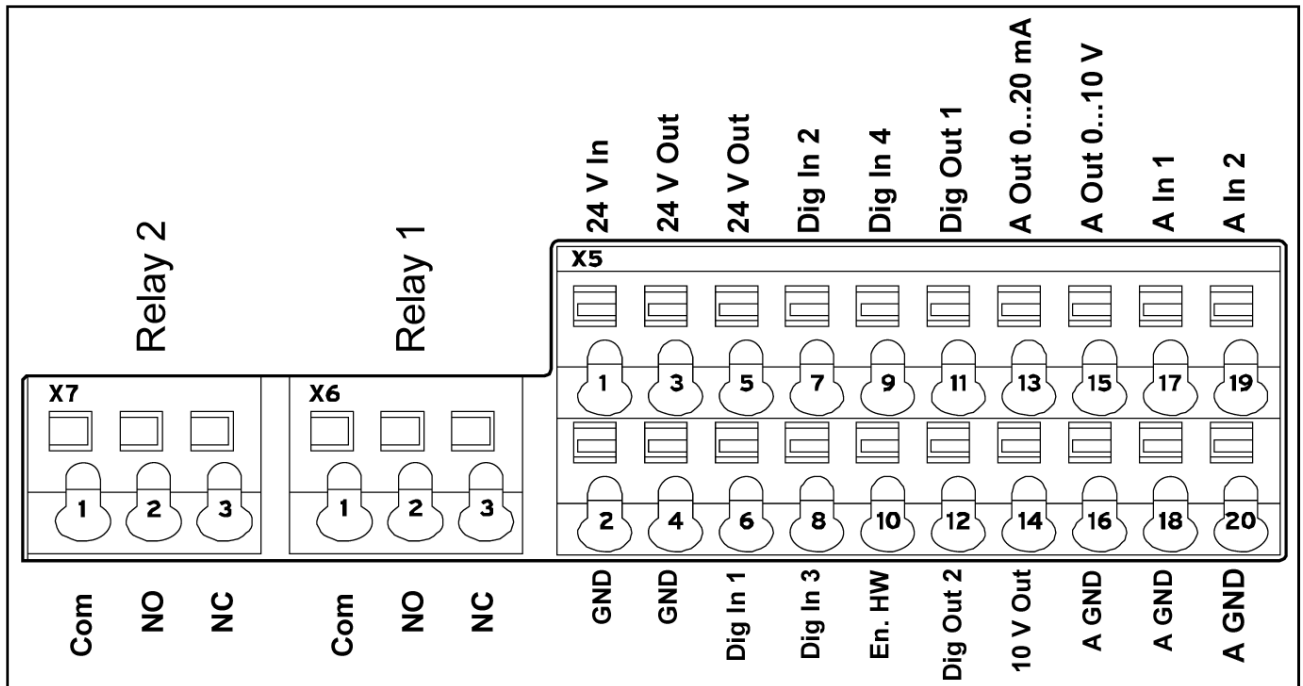 24 V In
24 V Out
24 V Out
Dig In 2
Dig In 4
Dig Out 1
A Out 0...20 mA
A Out 0...10 V
A In 1
A In 2
Relay 2
Relay 1
X5
1 3 5 7 9 11 13 15 17 19
X7
X6
1 2 3
1 2 3
2 4 6 8 10 12 14 16 18 20
Com
NO
NC
Com
NO
NC
GND
GND
Dig In 1
Dig In 3
En. HW
Dig Out 2
10 V Out
A GND
A GND
A GND